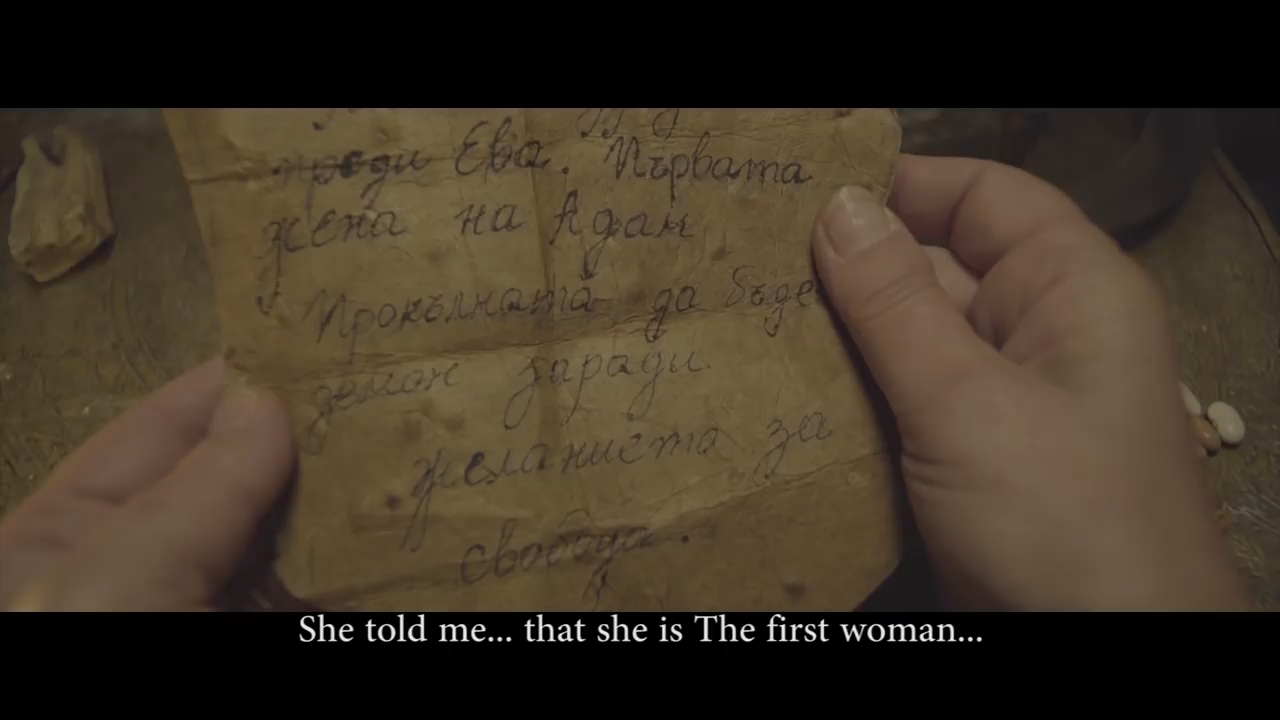 преди Ева. Първата
жена на Адам
Прокълната да бъде
демон заради
желанието за
свобода.
She told me... that she is The first woman...